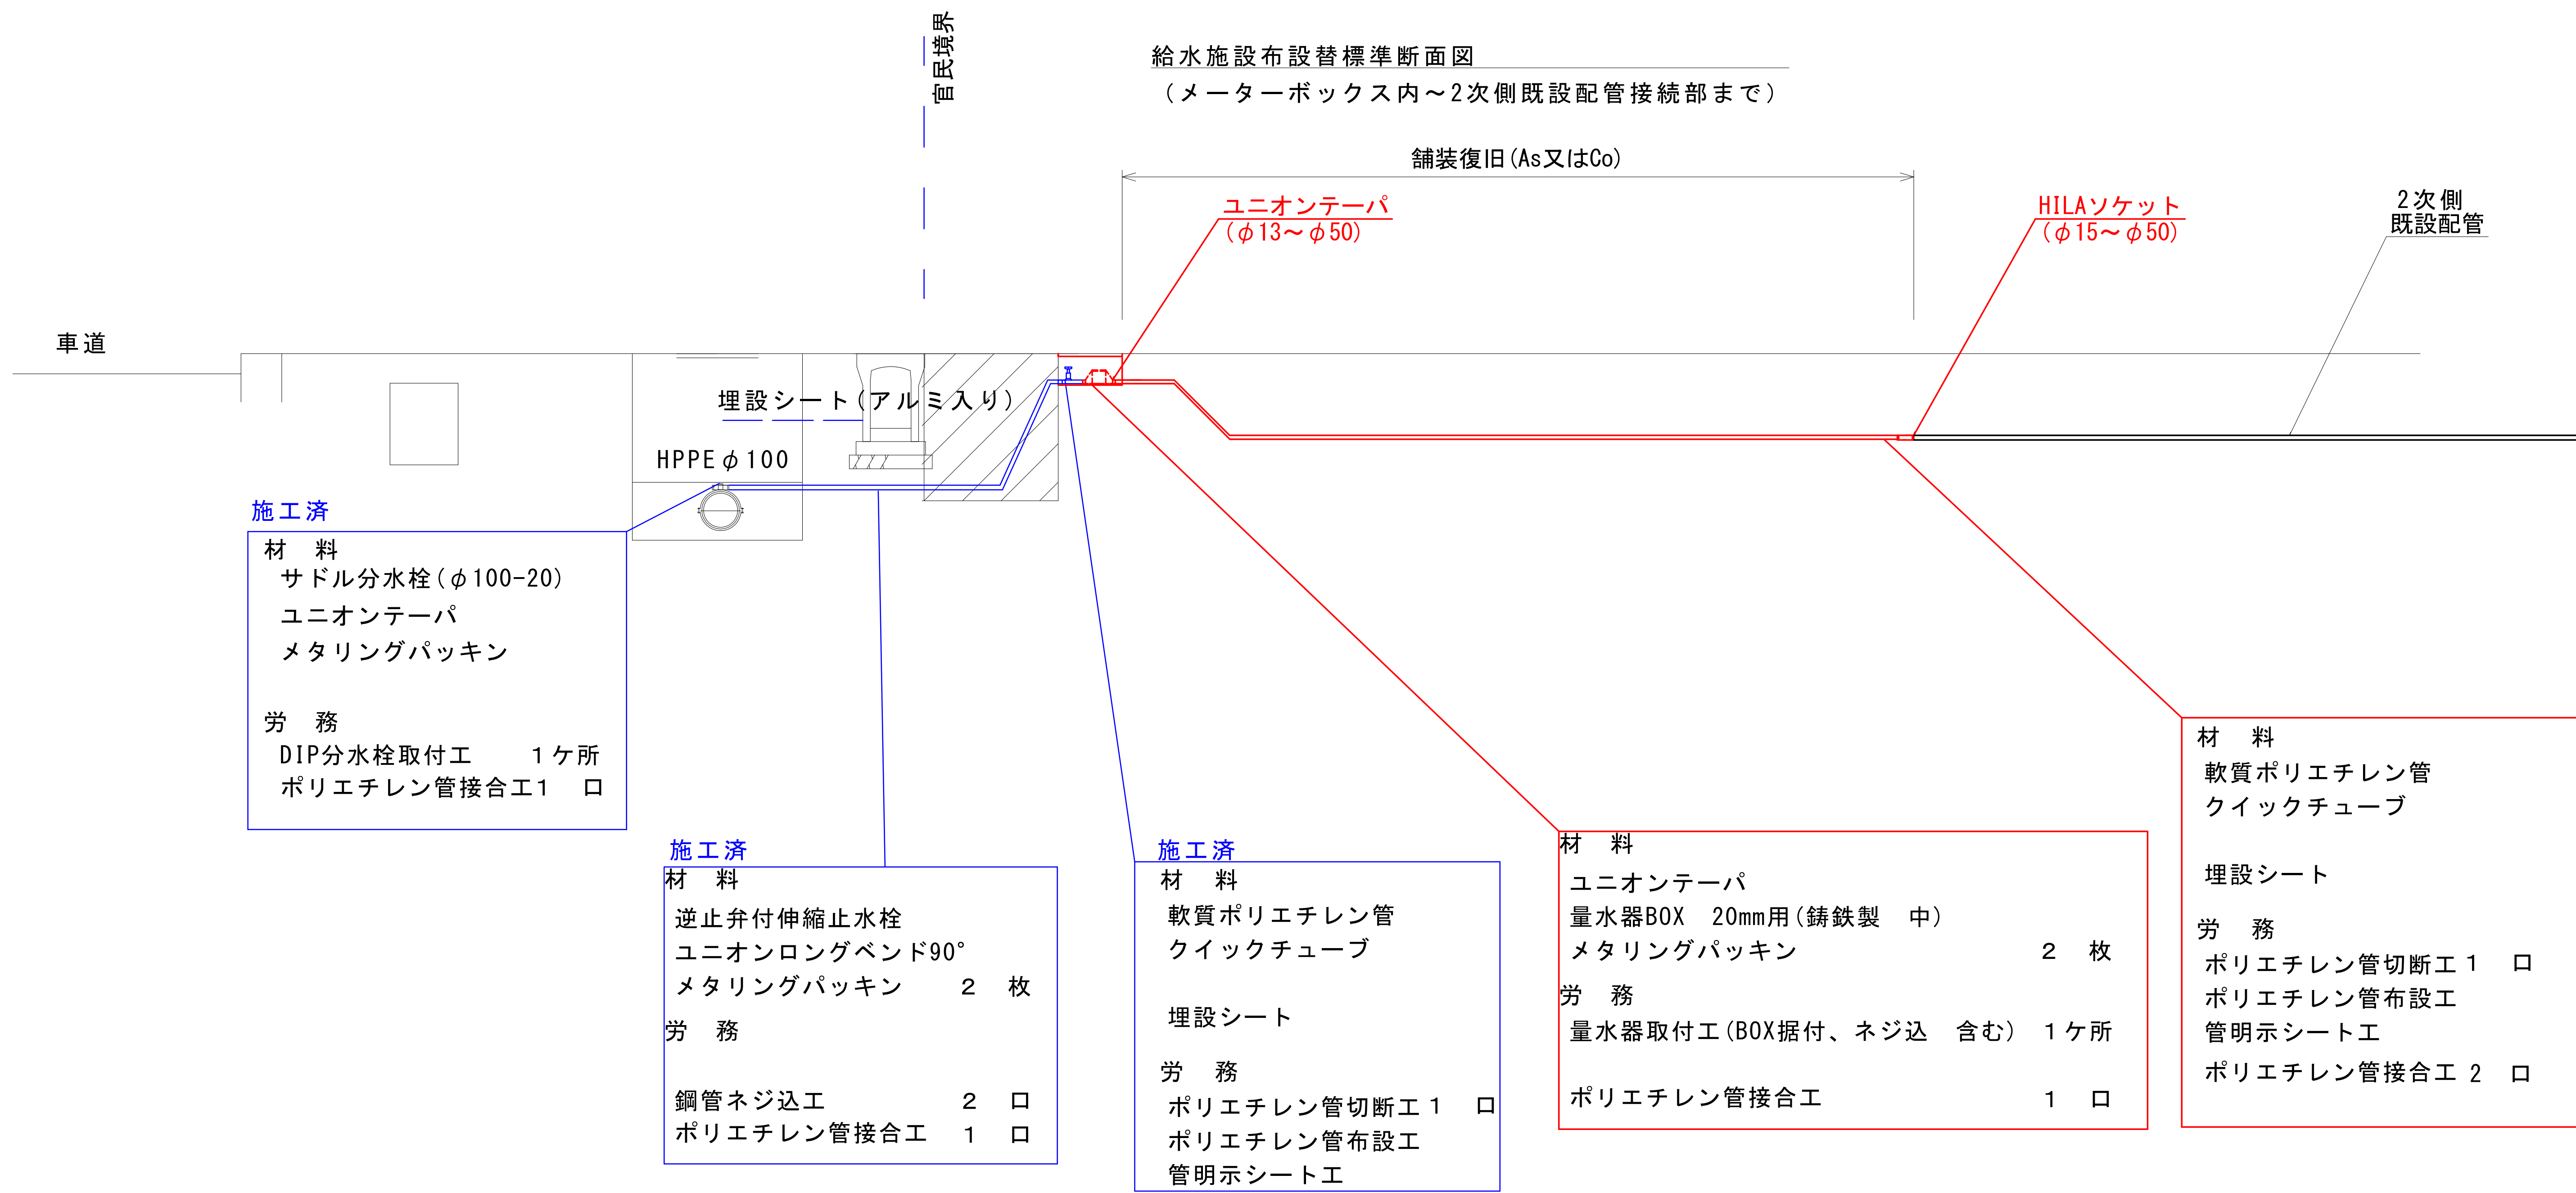 官民境界
給水施設布設替標準断面図
（メーターボックス内～2次側既設配管接続部まで）
舗装復旧(As又はCo)
ユニオンテーパ
(φ13～φ50)
HILAソケット
(φ15～φ50)
2次側
既設配管
車道
埋設シート(アルミ入り)
HPPEφ100
施工済
材　料
サドル分水栓(φ100-20)
ユニオンテーパ
メタリングパッキン
労　務
DIP分水栓取付工　　1ケ所
ポリエチレン管接合工1　口
施工済
材　料
逆止弁付伸縮止水栓
ユニオンロングベンド90°
メタリングパッキン　　2　枚
労　務
鋼管ネジ込工　　2　口
ポリエチレン管接合工　1　口
施工済
材　料
軟質ポリエチレン管
クイックチューブ
埋設シート
労　務
ポリエチレン管切断工1　口
ポリエチレン管布設工
管明示シート工
材　料
ユニオンテーパ
量水器BOX　20mm用(鋳鉄製　中)
メタリングパッキン　　2　枚
労　務
量水器取付工(BOX据付、ネジ込　含む)　1ケ所
ポリエチレン管接合工　　1　口
材　料
軟質ポリエチレン管
クイックチューブ
埋設シート
労　務
ポリエチレン管切断工1　口
ポリエチレン管布設工
管明示シート工
ポリエチレン管接合工 2　口